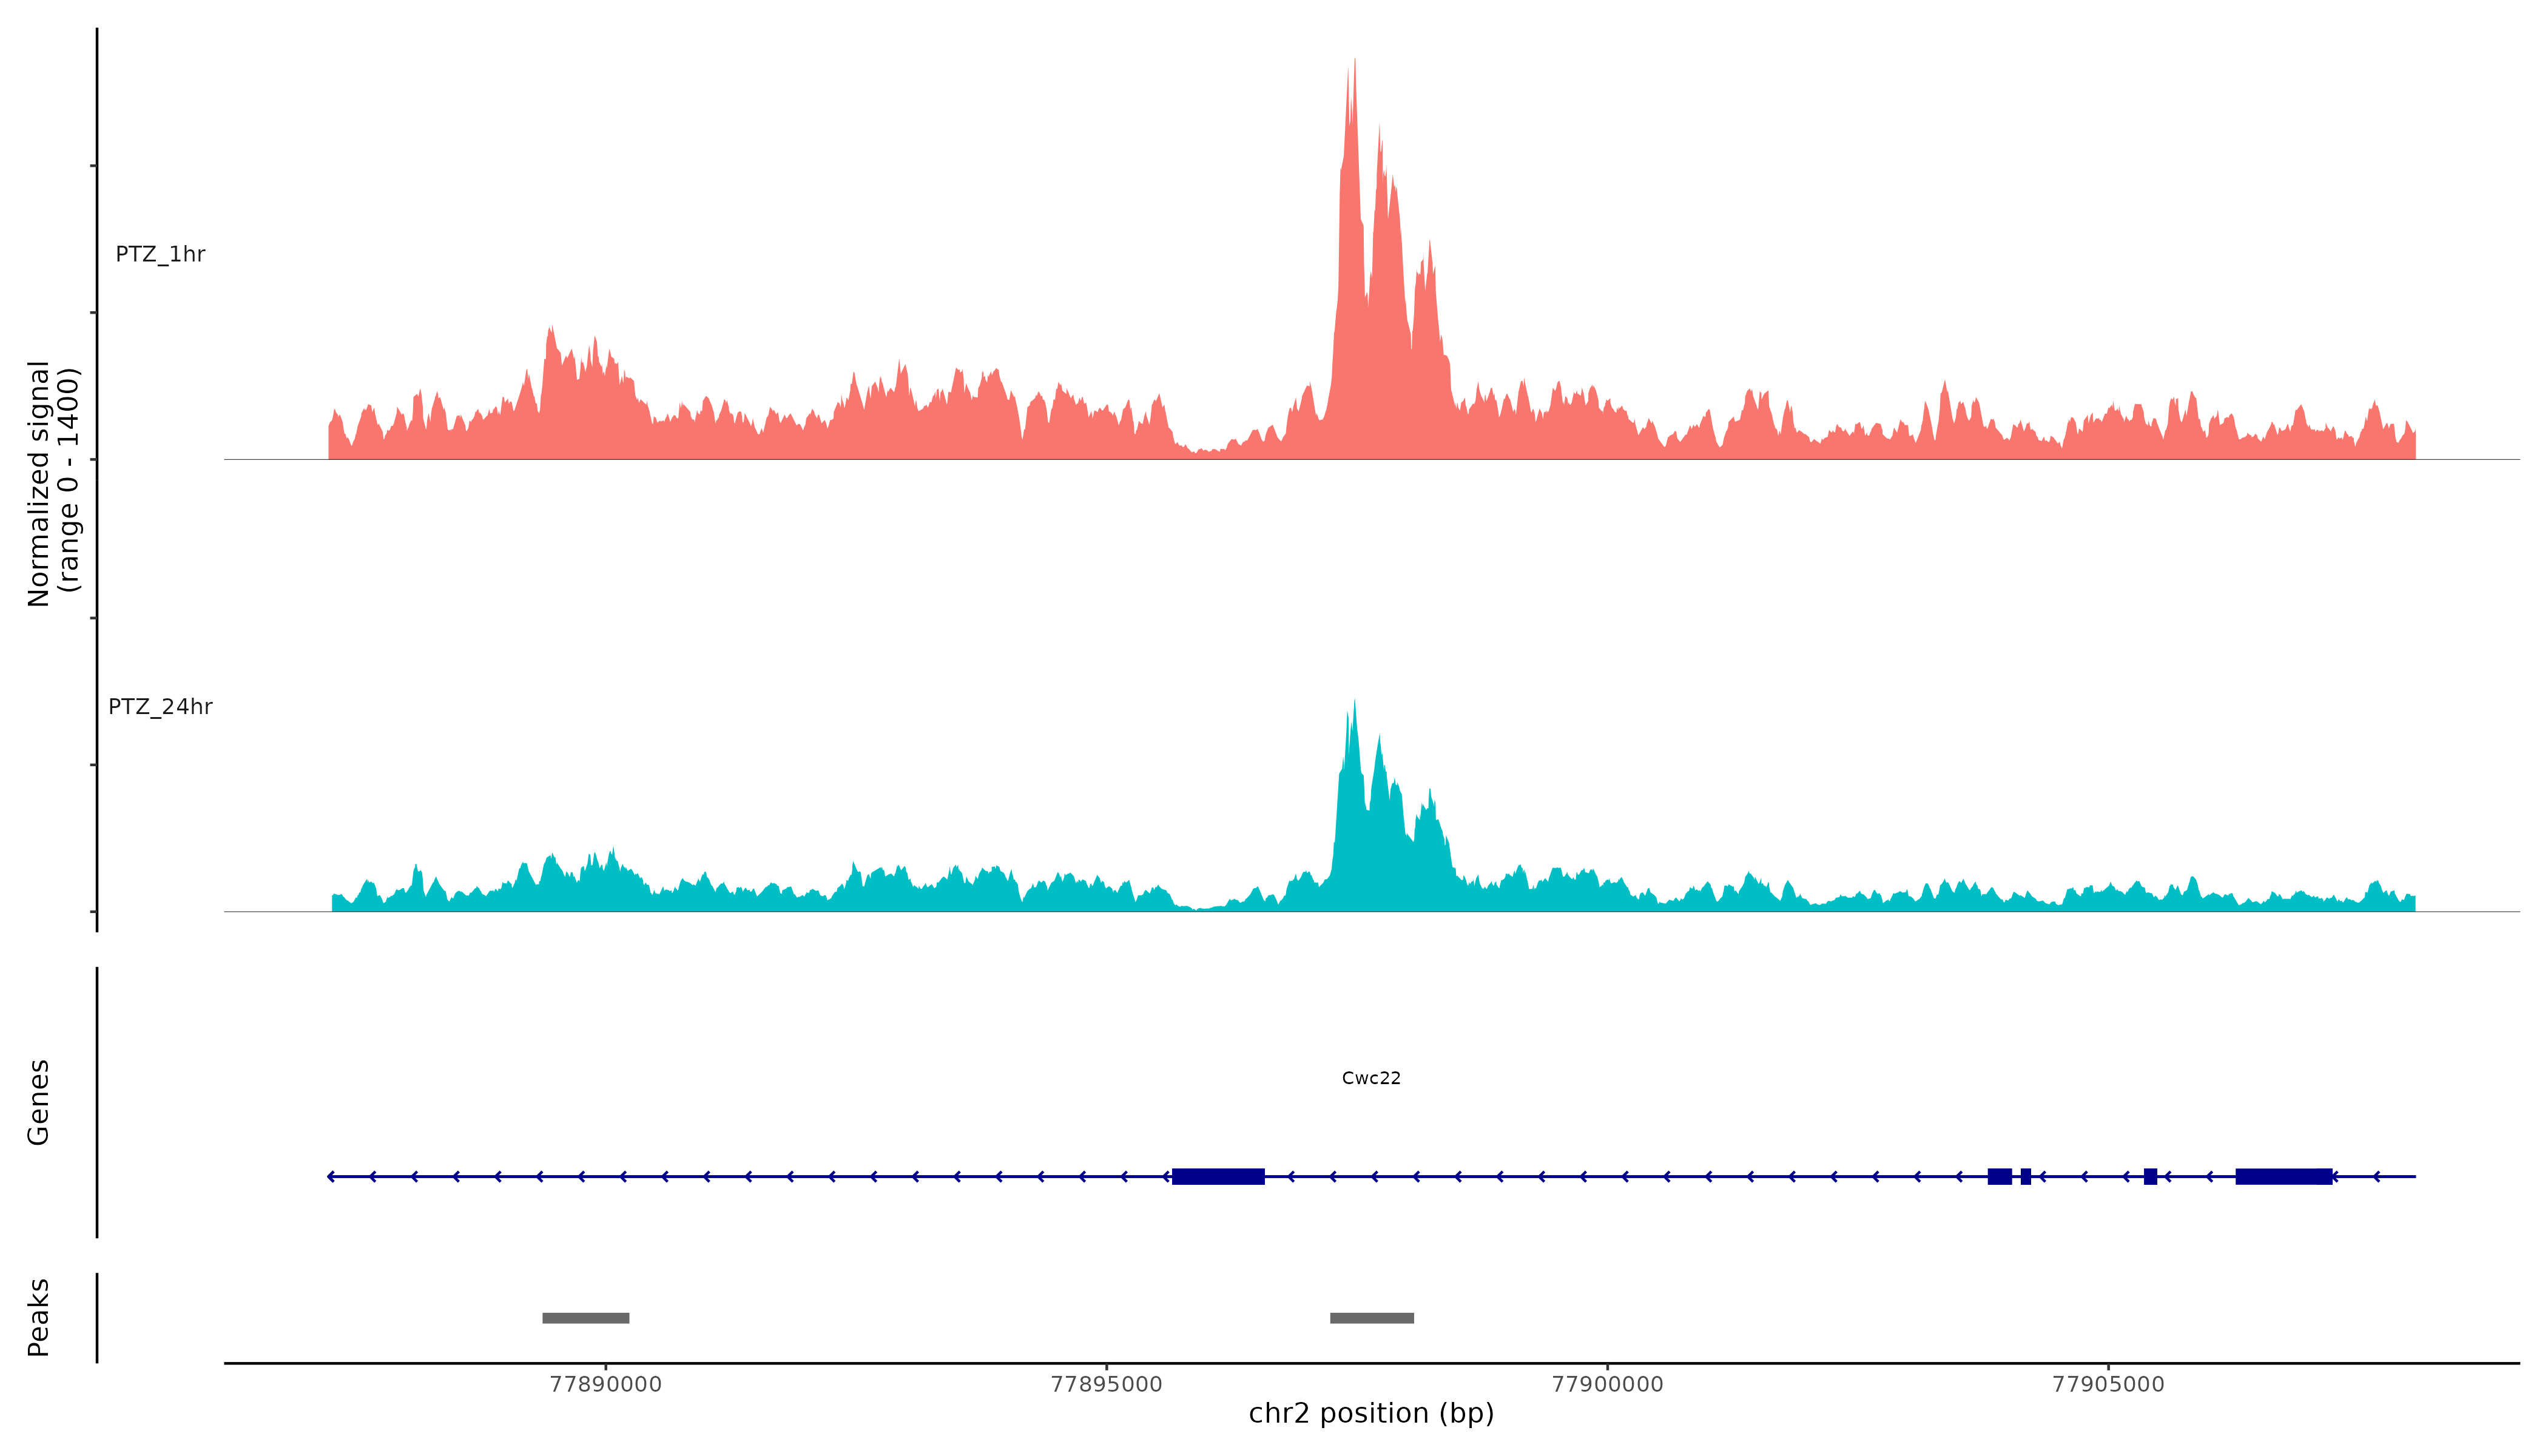 Normalized signal
(range 0 - 1400)
PTZ_1hr
PTZ_24hr
Genes
Cwc22
Peaks
77890000 77895000 77900000 77905000
chr2 position (bp)